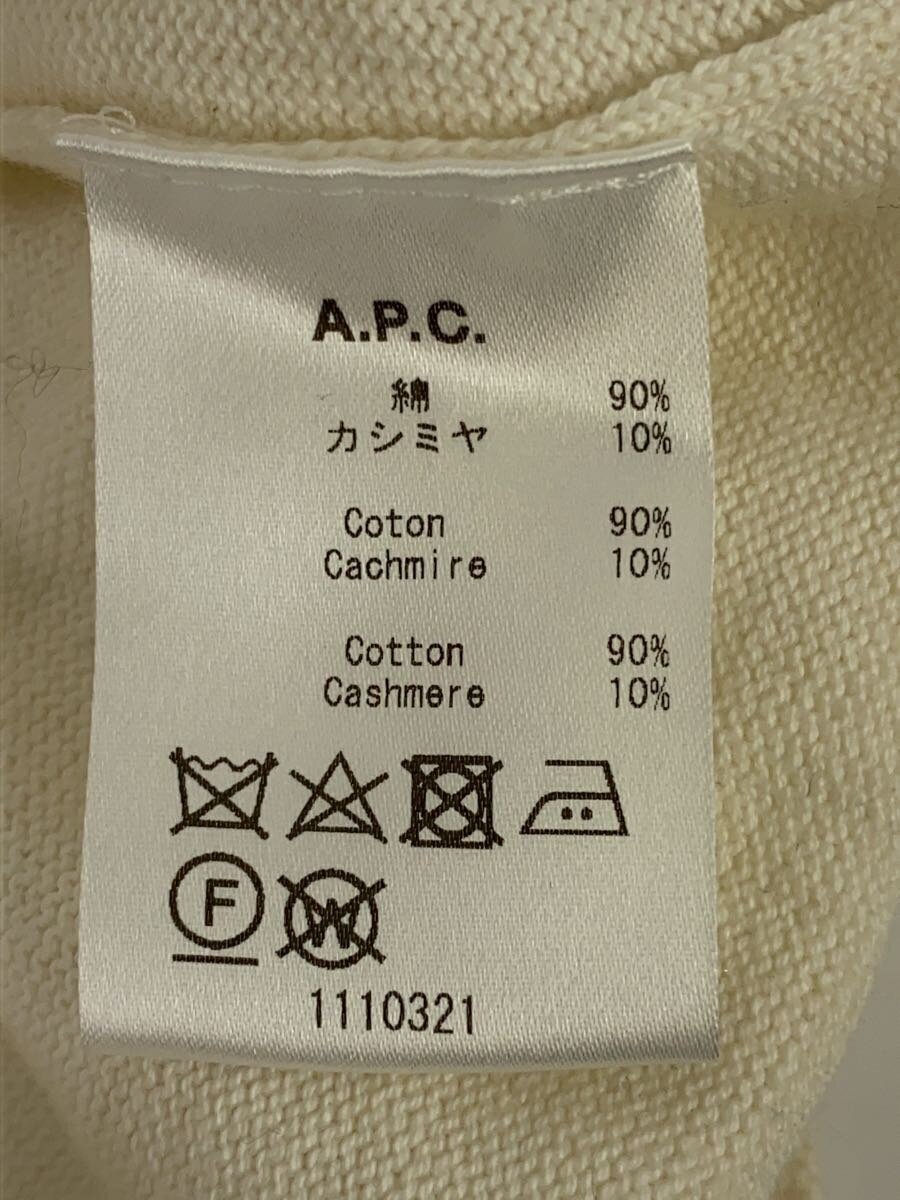 A.P.C.
綿 90%
カシミヤ 10%
Coton 90%
Cachmire 10%
Cotton 90%
Cashmere 10%
F W
1110321